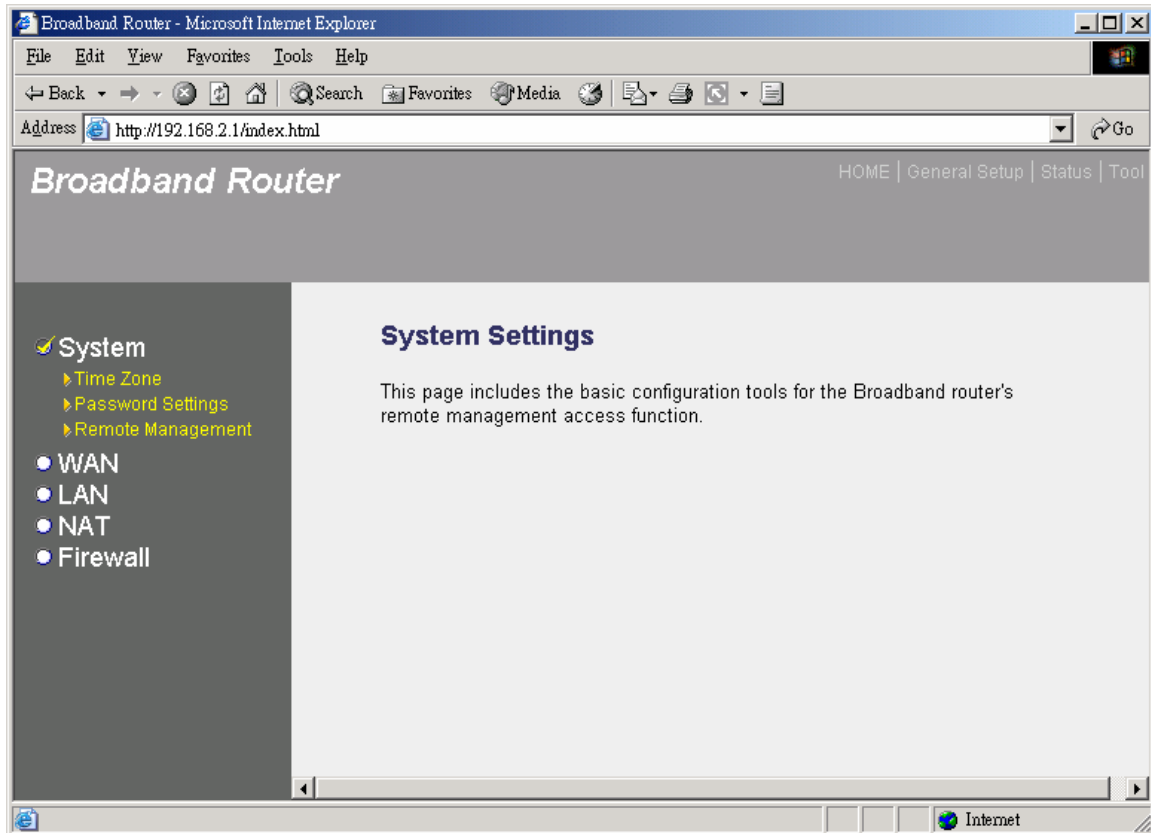 Broadband Router - Microsoft Internet Explorer
File Edit View Favorites Tools Help
Back Search Favorites Media
Address http://192.168.2.1/index.html Go
Broadband Router
HOME | General Setup | Status | Tool
System
Time Zone
Password Settings
Remote Management
WAN
LAN
NAT
Firewall
System Settings
This page includes the basic configuration tools for the Broadband router's
remote management access function.
Internet